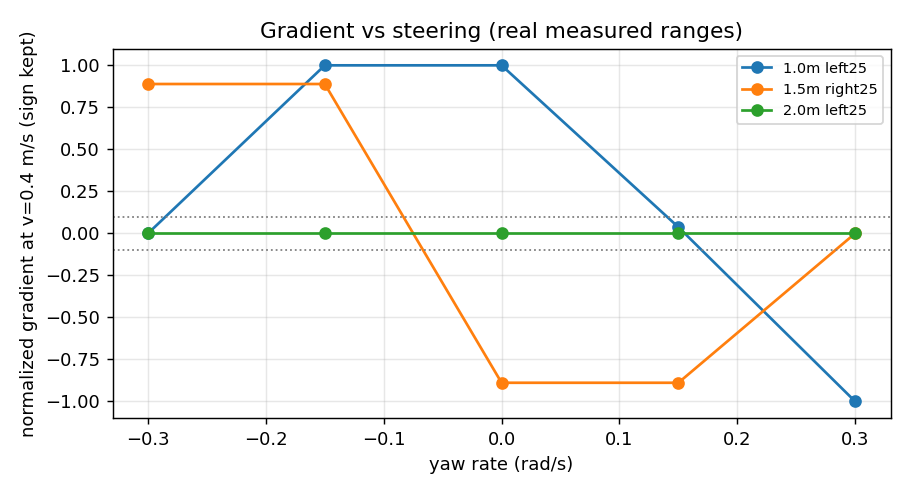 Gradient vs steering (real measured ranges)
normalized gradient at v=0.4 m/s (sign kept)
1.00
0.75
0.50
0.25
0.00
−0.25
−0.50
−0.75
−1.00
1.0m left25
1.5m right25
2.0m left25
−0.3
−0.2
−0.1
0.0
0.1
0.2
0.3
yaw rate (rad/s)